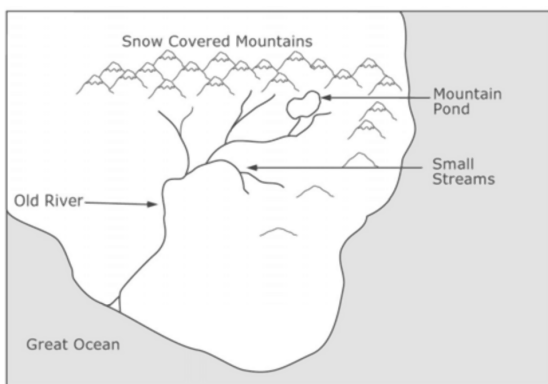 Snow Covered Mountains
Mountain
Pond
Small
Streams
Old River
Great Ocean